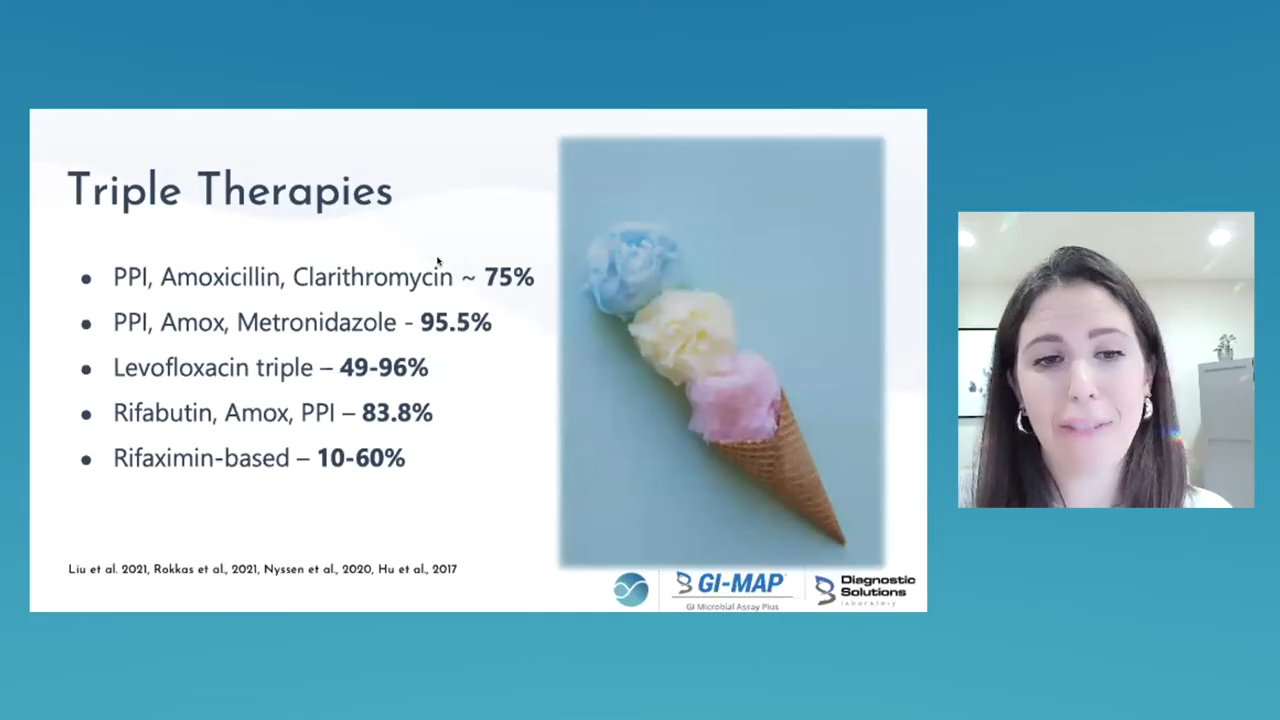 Triple Therapies
● PPI, Amoxicillin, Clarithromycin ~ 75%
● PPI, Amox, Metronidazole - 95.5%
● Levofloxacin triple – 49-96%
● Rifabutin, Amox, PPI – 83.8%
● Rifaximin-based – 10-60%
Liu et al. 2021, Rokkas et al., 2021, Nyssen et al., 2020, Hu et al., 2017
GI-MAP
GI Microbial Assay Plus
Diagnostic
Solutions
laboratory